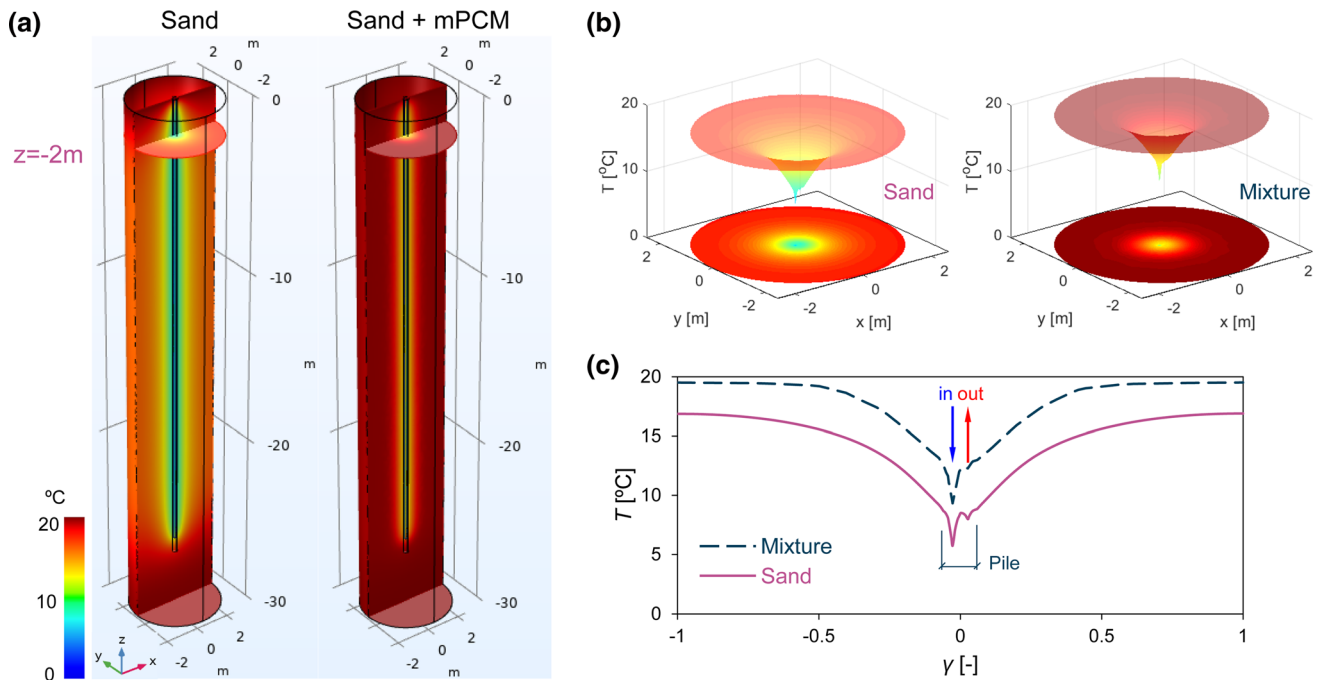 (a)
Sand
Sand + mPCM
m
2
0
-2
0
m
2
0
-2
0
z=-2m
-10
-10
m
m
-20
-20
ºC
20
10
0
-30
-30
z
y
x
-2
0
2
m
-2
0
2
m
(b)
20
10
0
T [ºC]
Sand
2
0
-2
y [m]
-2
0
2
x [m]
20
10
0
T [ºC]
Mixture
2
0
-2
y [m]
-2
0
2
x [m]
(c)
20
15
10
5
0
T [ºC]
in out
Mixture
Sand
Pile
-1
-0.5
0
0.5
1
γ [-]